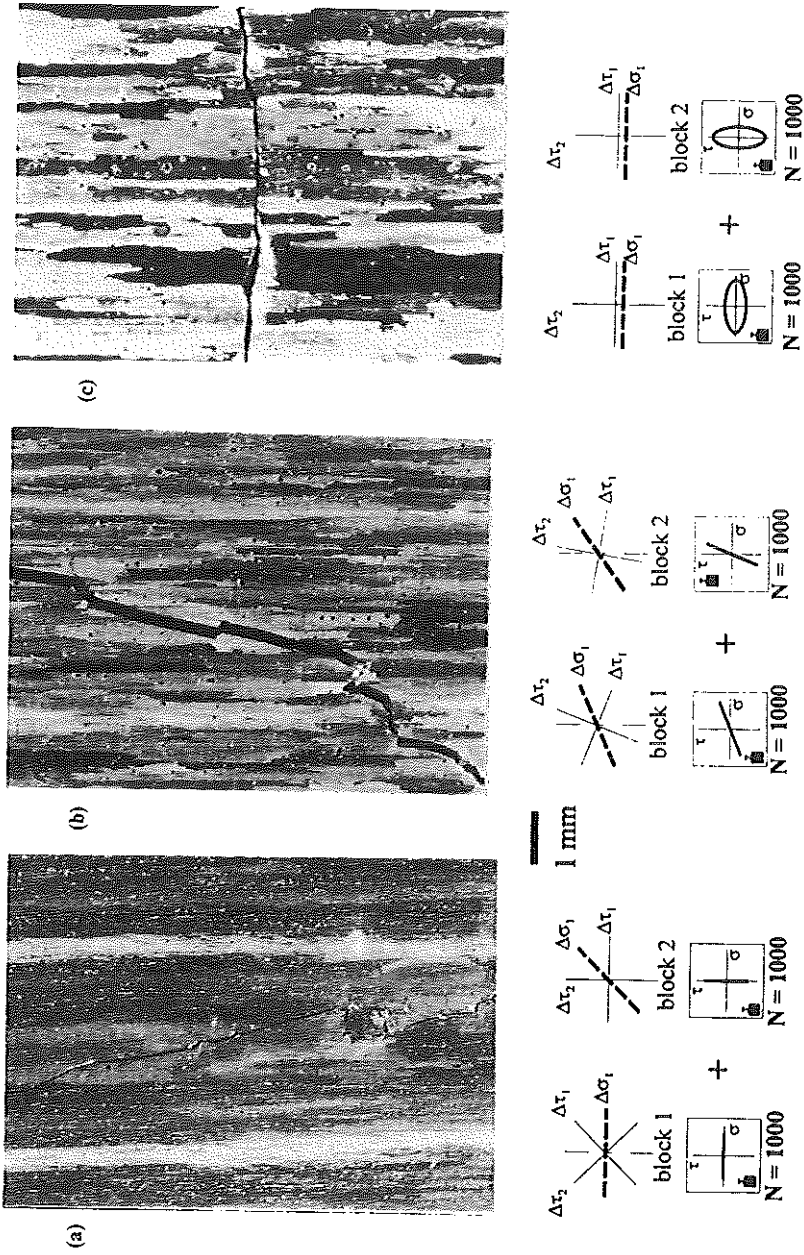 (a)
(b)
(c)
1 mm
Δτ₂ Δτ₁
Δσ₁
block 1
τ
σ
N = 1000
+
Δτ₂ Δσ₁
Δτ₁
block 2
τ
σ
N = 1000
Δτ₂ Δσ₁
Δτ₁
block 1
τ
σ
N = 1000
+
Δτ₂ Δσ₁
Δτ₁
block 2
τ
σ
N = 1000
Δτ₂ Δτ₁
Δσ₁
block 1
τ
σ
N = 1000
+
Δτ₂ Δτ₁
Δσ₁
block 2
τ
σ
N = 1000